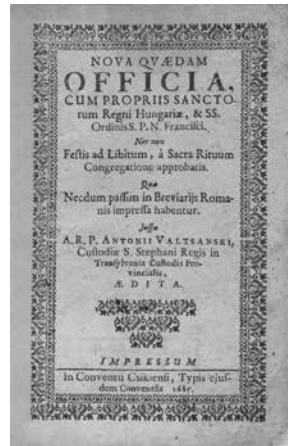 NOVA QVÆDAM
OFFICIA,
CUM PROPRIIS SANCTO-
rum Regni Hungariæ, & SS.
Ordinis S. P. N. Francisci.
Nec non
Festis ad Libitum, à Sacra Rituum
Congregatione approbatis.
Quæ
Necdum passim in Breviarijs Roma-
nis impressa habentur.
Jussu
A. R. P. ANTONII VALTSANSKI,
Custodiæ S. Stephani Regis in
Transylvania Custodis Pro-
vincialis,
ÆDITA.
IMPRESSUM
In Conventu Csikiensi, Typis ejus-
dem Conventûs